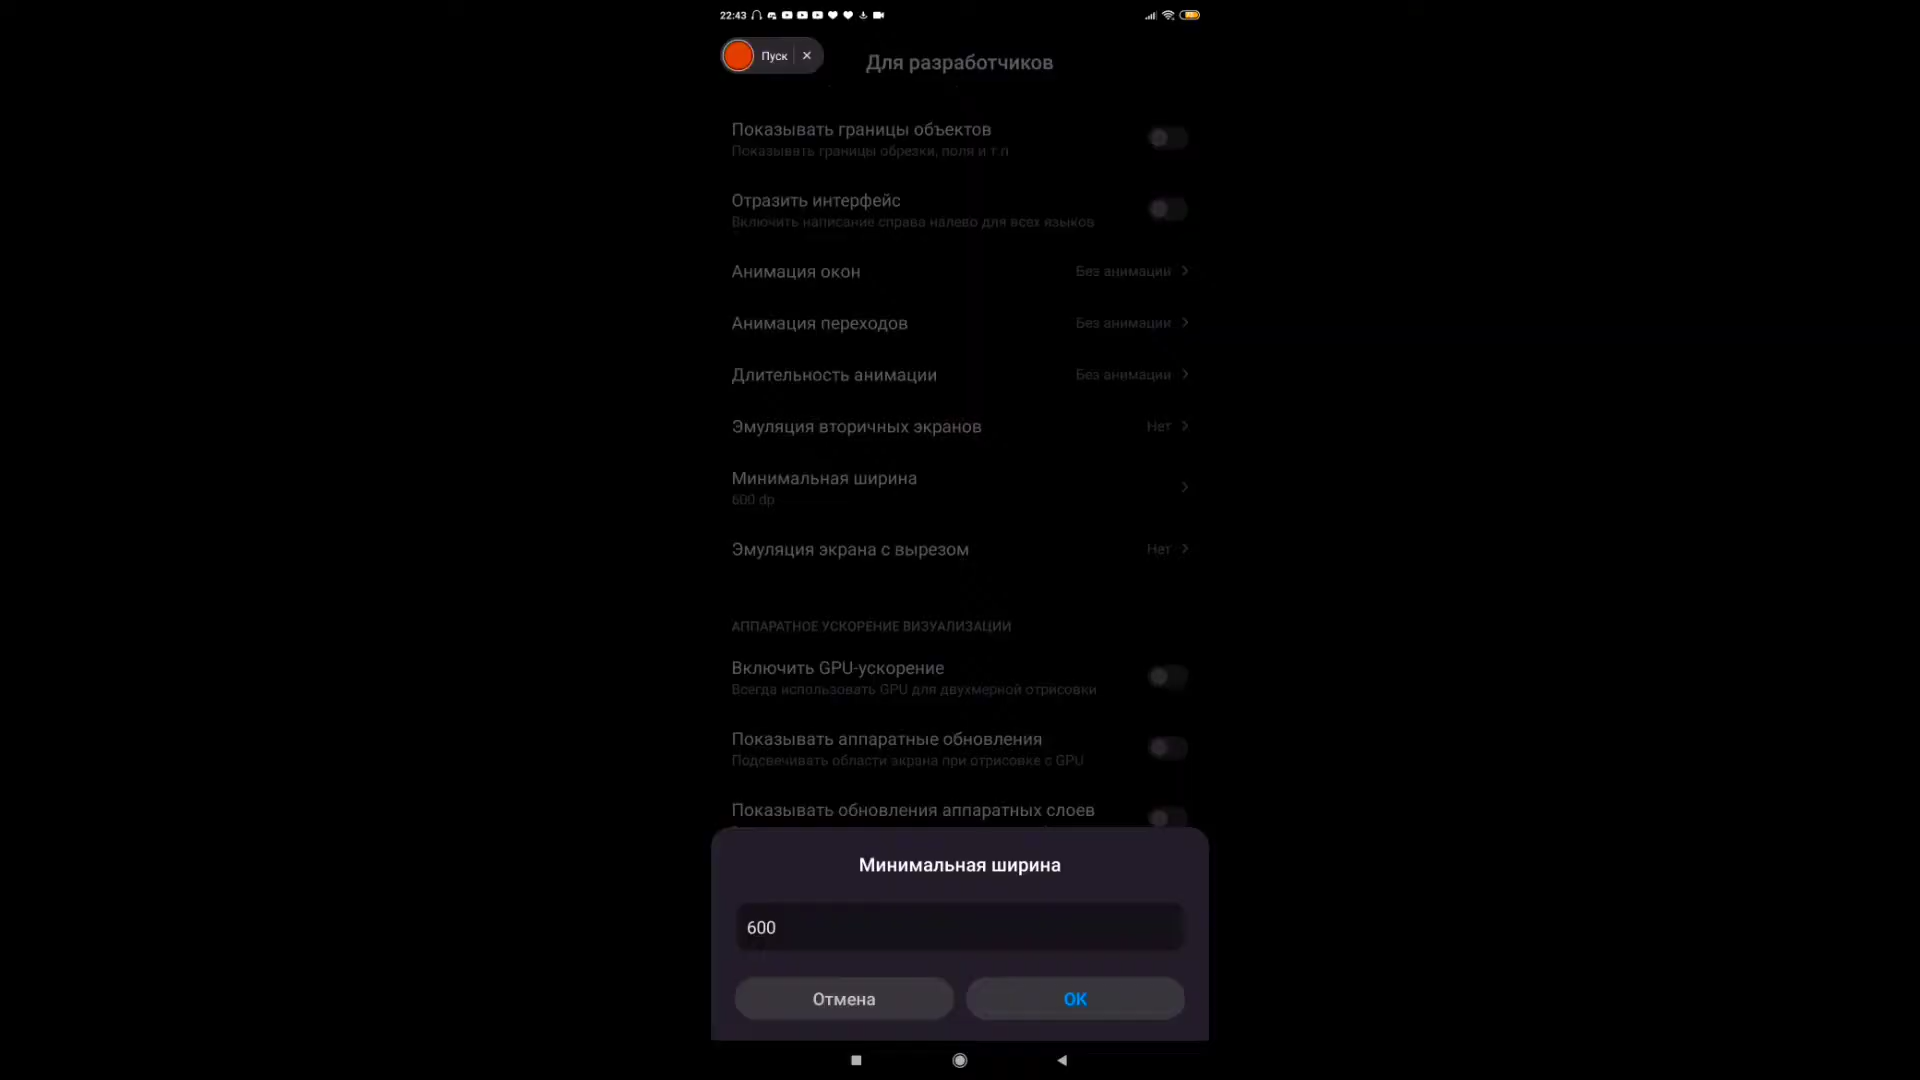 22:43
Пуск
Для разработчиков
Показывать границы объектов
Показывать границы обрезки, поля и т.п
Отразить интерфейс
Включить написание справа налево для всех языков
Анимация окон
Без анимации
Анимация переходов
Без анимации
Длительность анимации
Без анимации
Эмуляция вторичных экранов
Нет
Минимальная ширина
600 dp
Эмуляция экрана с вырезом
Нет
АППАРАТНОЕ УСКОРЕНИЕ ВИЗУАЛИЗАЦИИ
Включить GPU-ускорение
Всегда использовать GPU для двухмерной отрисовки
Показывать аппаратные обновления
Подсвечивать области экрана при отрисовке с GPU
Показывать обновления аппаратных слоев
Минимальная ширина
600
Отмена
ОК